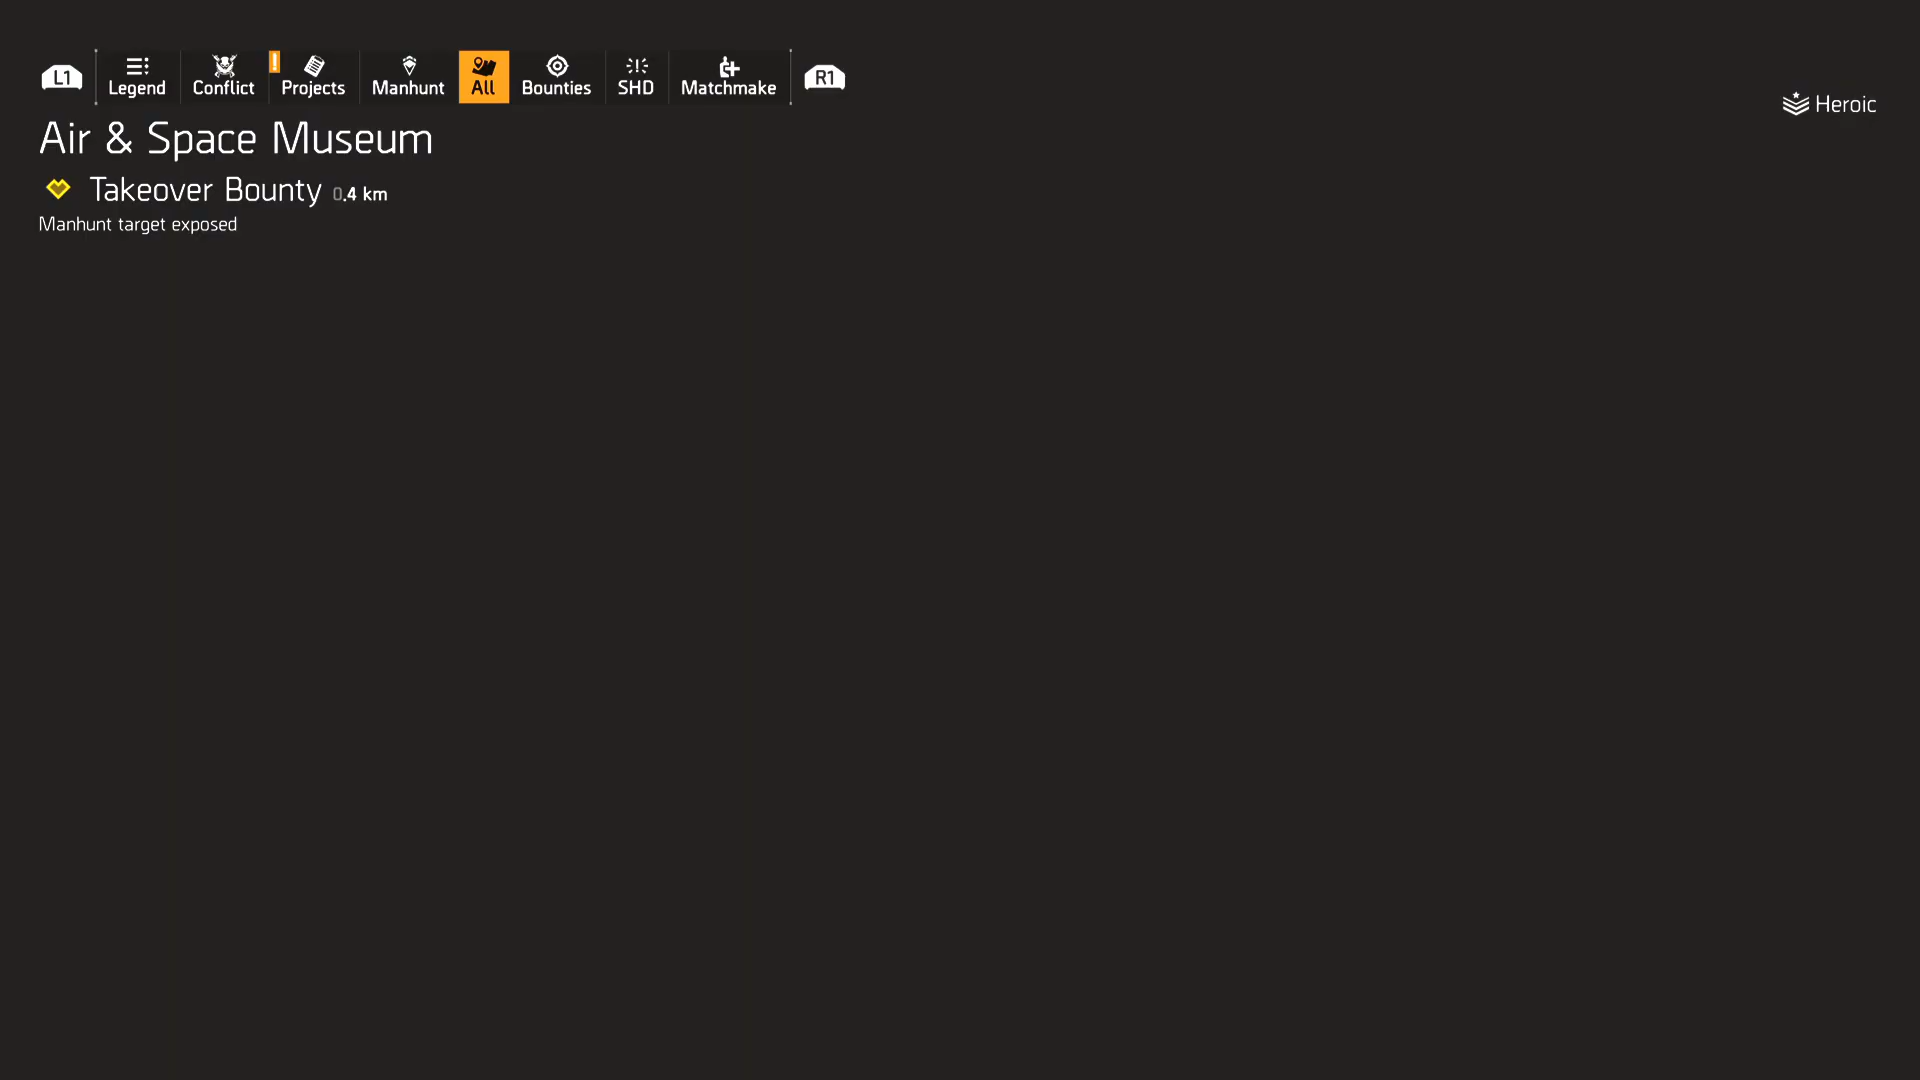 L1 Legend Conflict Projects Manhunt All Bounties SHD Matchmake R1
Heroic
Air & Space Museum
Takeover Bounty 0.4 km
Manhunt target exposed